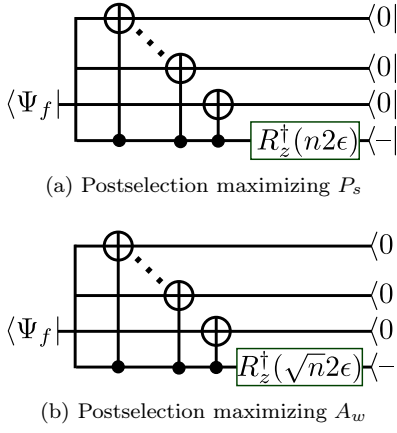 ⟨0|
⟨0|
⟨Ψ_f| ⟨0|
R_z^†(n2ϵ) ⟨−|
(a) Postselection maximizing P_s
⟨0
⟨0
⟨Ψ_f| ⟨0
R_z^†(√n2ϵ) ⟨−
(b) Postselection maximizing A_w